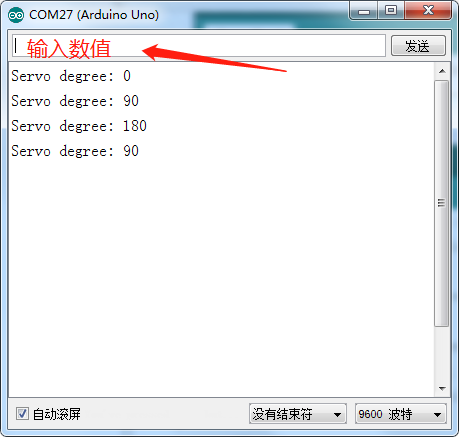 COM27 (Arduino Uno)
输入数值
发送
Servo degree: 0
Servo degree: 90
Servo degree: 180
Servo degree: 90
自动滚屏
没有结束符
9600 波特